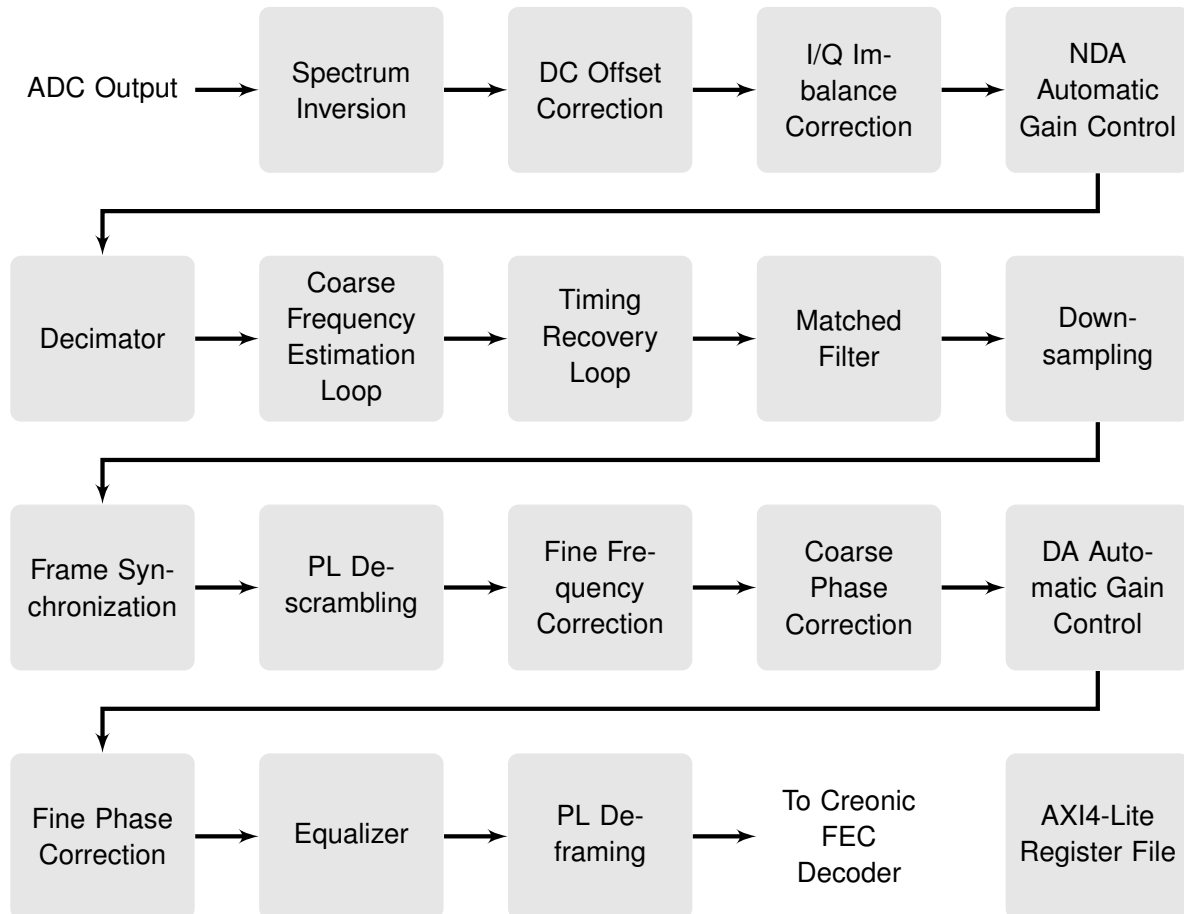 ADC Output
Spectrum
Inversion
DC Offset
Correction
I/Q Im-
balance
Correction
NDA
Automatic
Gain Control
Decimator
Coarse
Frequency
Estimation
Loop
Timing
Recovery
Loop
Matched
Filter
Down-
sampling
Frame Syn-
chronization
PL De-
scrambling
Fine Fre-
quency
Correction
Coarse
Phase
Correction
DA Auto-
matic Gain
Control
Fine Phase
Correction
Equalizer
PL De-
framing
To Creonic
FEC
Decoder
AXI4-Lite
Register File